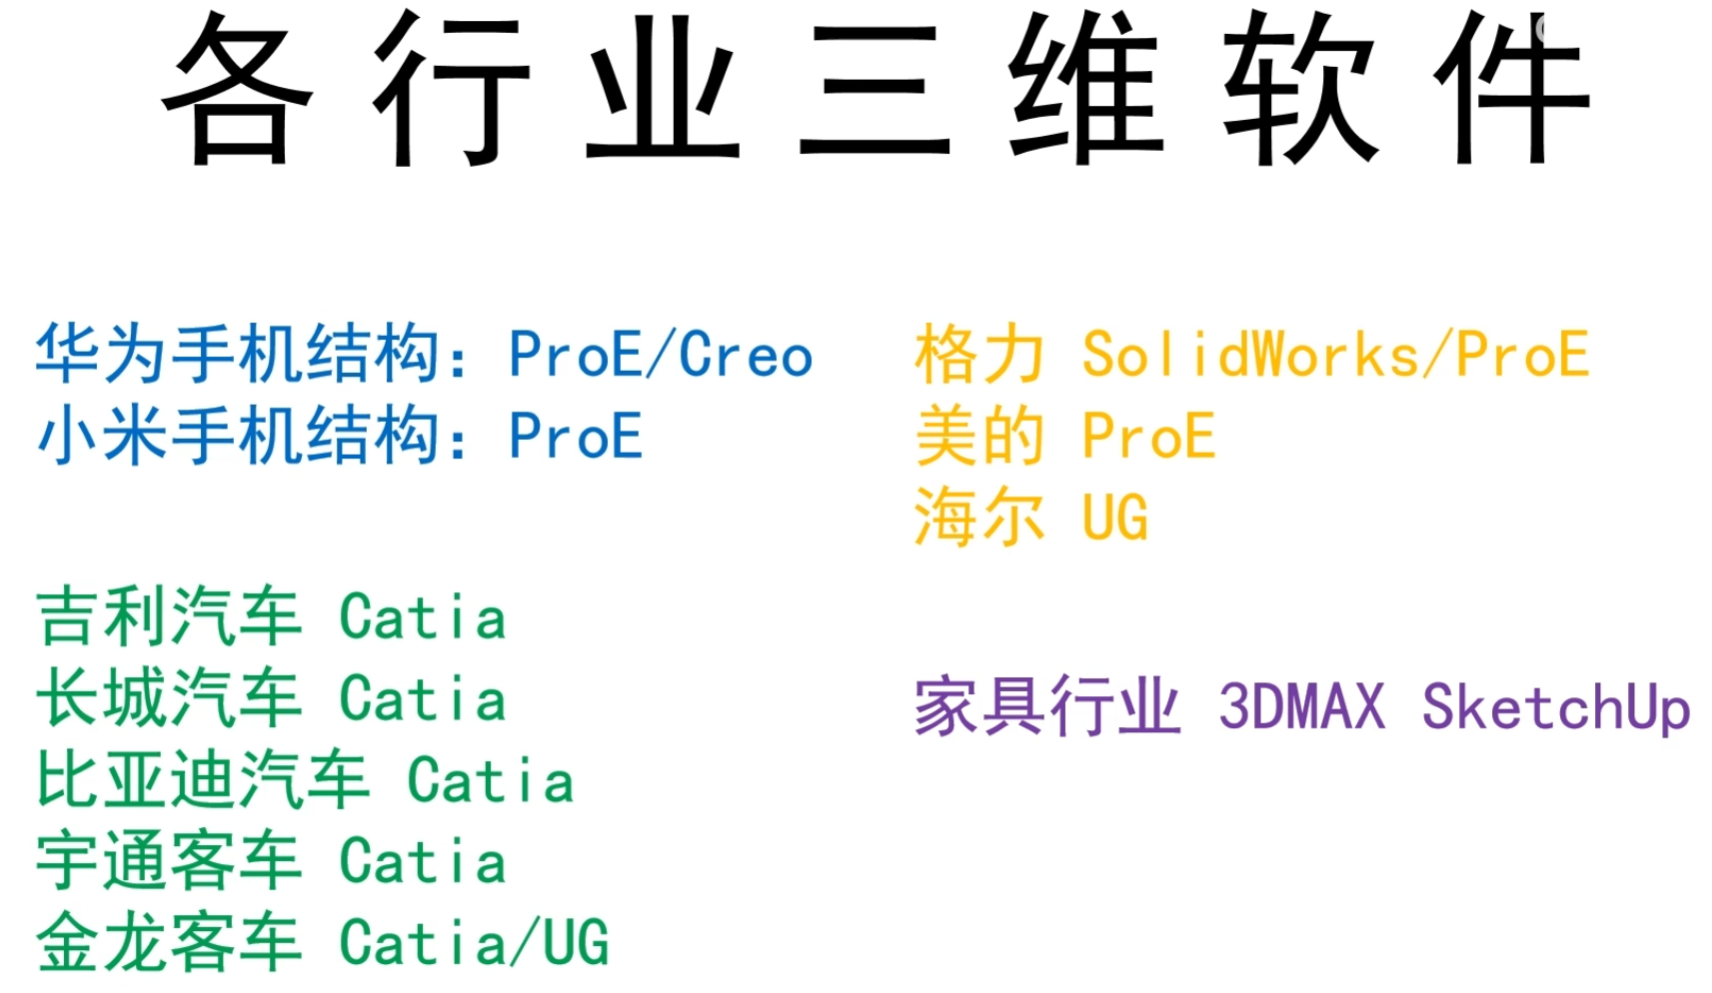 各行业三维软件
华为手机结构：ProE/Creo
小米手机结构：ProE
吉利汽车 Catia
长城汽车 Catia
比亚迪汽车 Catia
宇通客车 Catia
金龙客车 Catia/UG
格力 SolidWorks/ProE
美的 ProE
海尔 UG
家具行业 3DMAX SketchUp